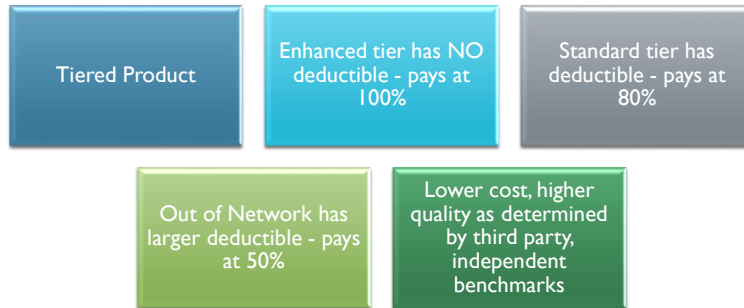 Tiered Product
Enhanced tier has NO
deductible - pays at
100%
Standard tier has
deductible - pays at
80%
Out of Network has
larger deductible - pays
at 50%
Lower cost, higher
quality as determined
by third party,
independent
benchmarks